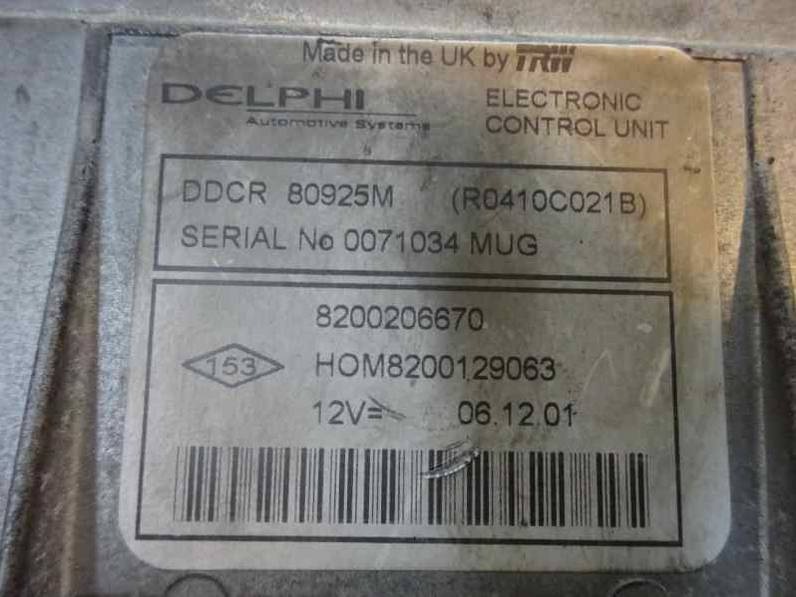 Made in the UK by TRW
DELPHI
Automotive Systems
ELECTRONIC
CONTROL UNIT
DDCR 80925M (R0410C021B)
SERIAL No 0071034 MUG
8200206670
153 HOM8200129063
12V= 06.12.01